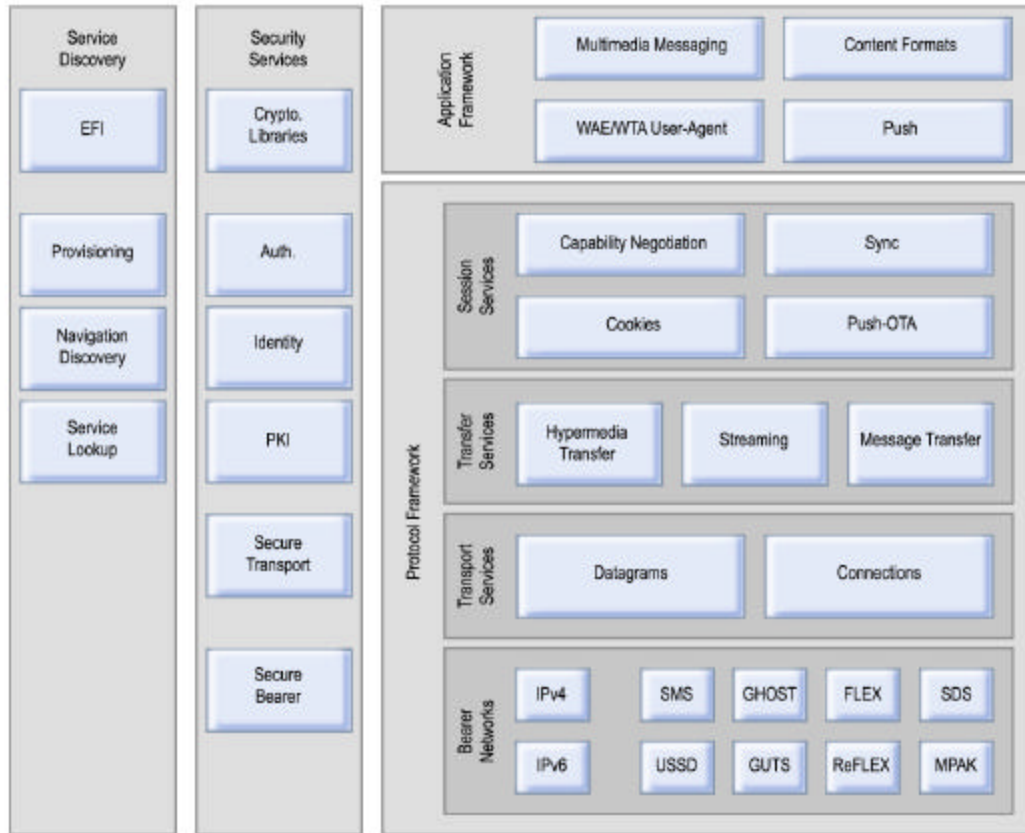 Service
Discovery
EFI
Provisioning
Navigation
Discovery
Service
Lookup
Security
Services
Crypto.
Libraries
Auth.
Identity
PKI
Secure
Transport
Secure
Bearer
Application
Framework
Multimedia Messaging
Content Formats
WAE/WTA User-Agent
Push
Protocol Framework
Session
Services
Capability Negotiation
Sync
Cookies
Push-OTA
Transfer
Services
Hypermedia
Transfer
Streaming
Message Transfer
Transport
Services
Datagrams
Connections
Bearer
Networks
IPv4
SMS
GHOST
FLEX
SDS
IPv6
USSD
GUTS
ReFLEX
MPAK